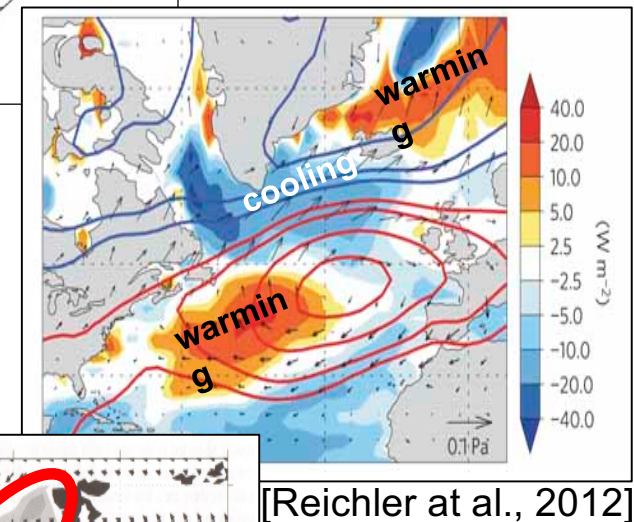 warmin
g
cooling
warmin
g
40.0
20.0
10.0
5.0
2.5
−2.5
−5.0
−10.0
−20.0
−40.0
(W m⁻²)
0.1 Pa
[Reichler at al., 2012]